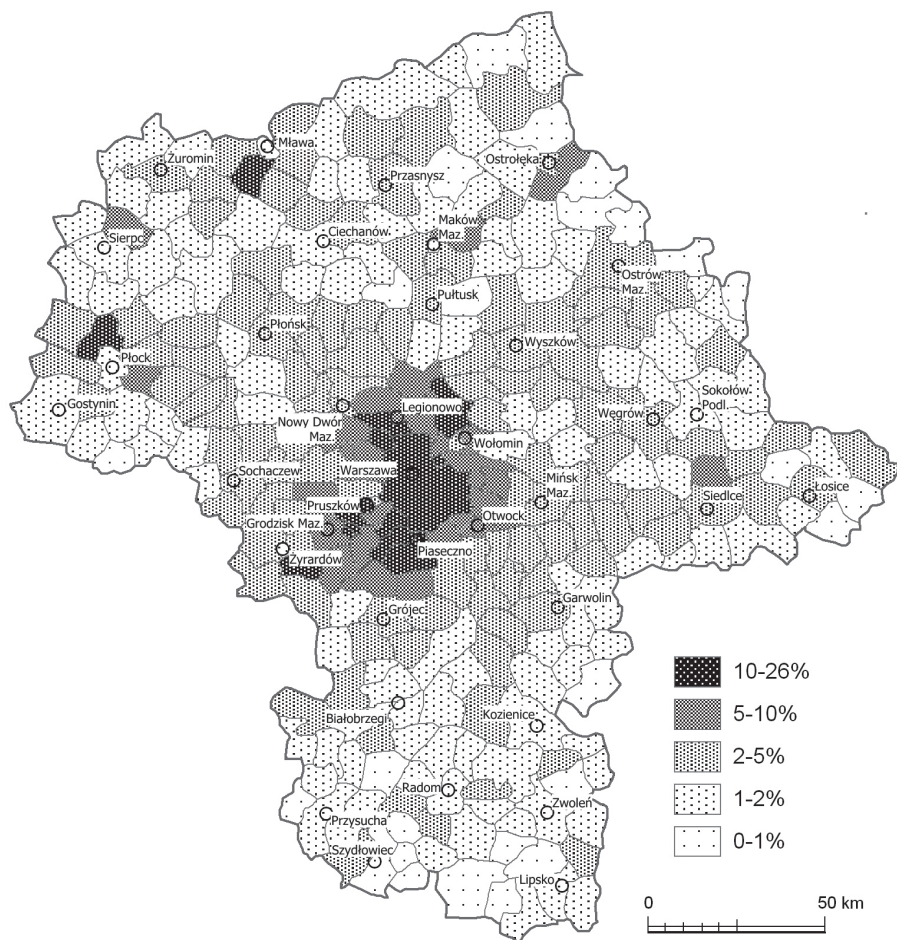 Mława
Żuromin
Ostrołęka
Przasnysz
Maków
Maz.
Ciechanów
Sierpc
Ostrów
Maz.
Pułtusk
Płońsk
Wyszków
Płock
Sokołów
Podl.
Gostynin
Legionowo
Węgrów
Nowy Dwór
Maz.
Wołomin
Sochaczew
Warszawa
Mińsk
Maz.
Łosice
Siedlce
Pruszków
Grodzisk Maz.
Otwock
Piaseczno
Żyrardów
Garwolin
Grójec
10-26%
5-10%
Białobrzegi
Kozienice
2-5%
Radom
1-2%
Zwoleń
Przysucha
0-1%
Szydłowiec
Lipsko
0
50 km